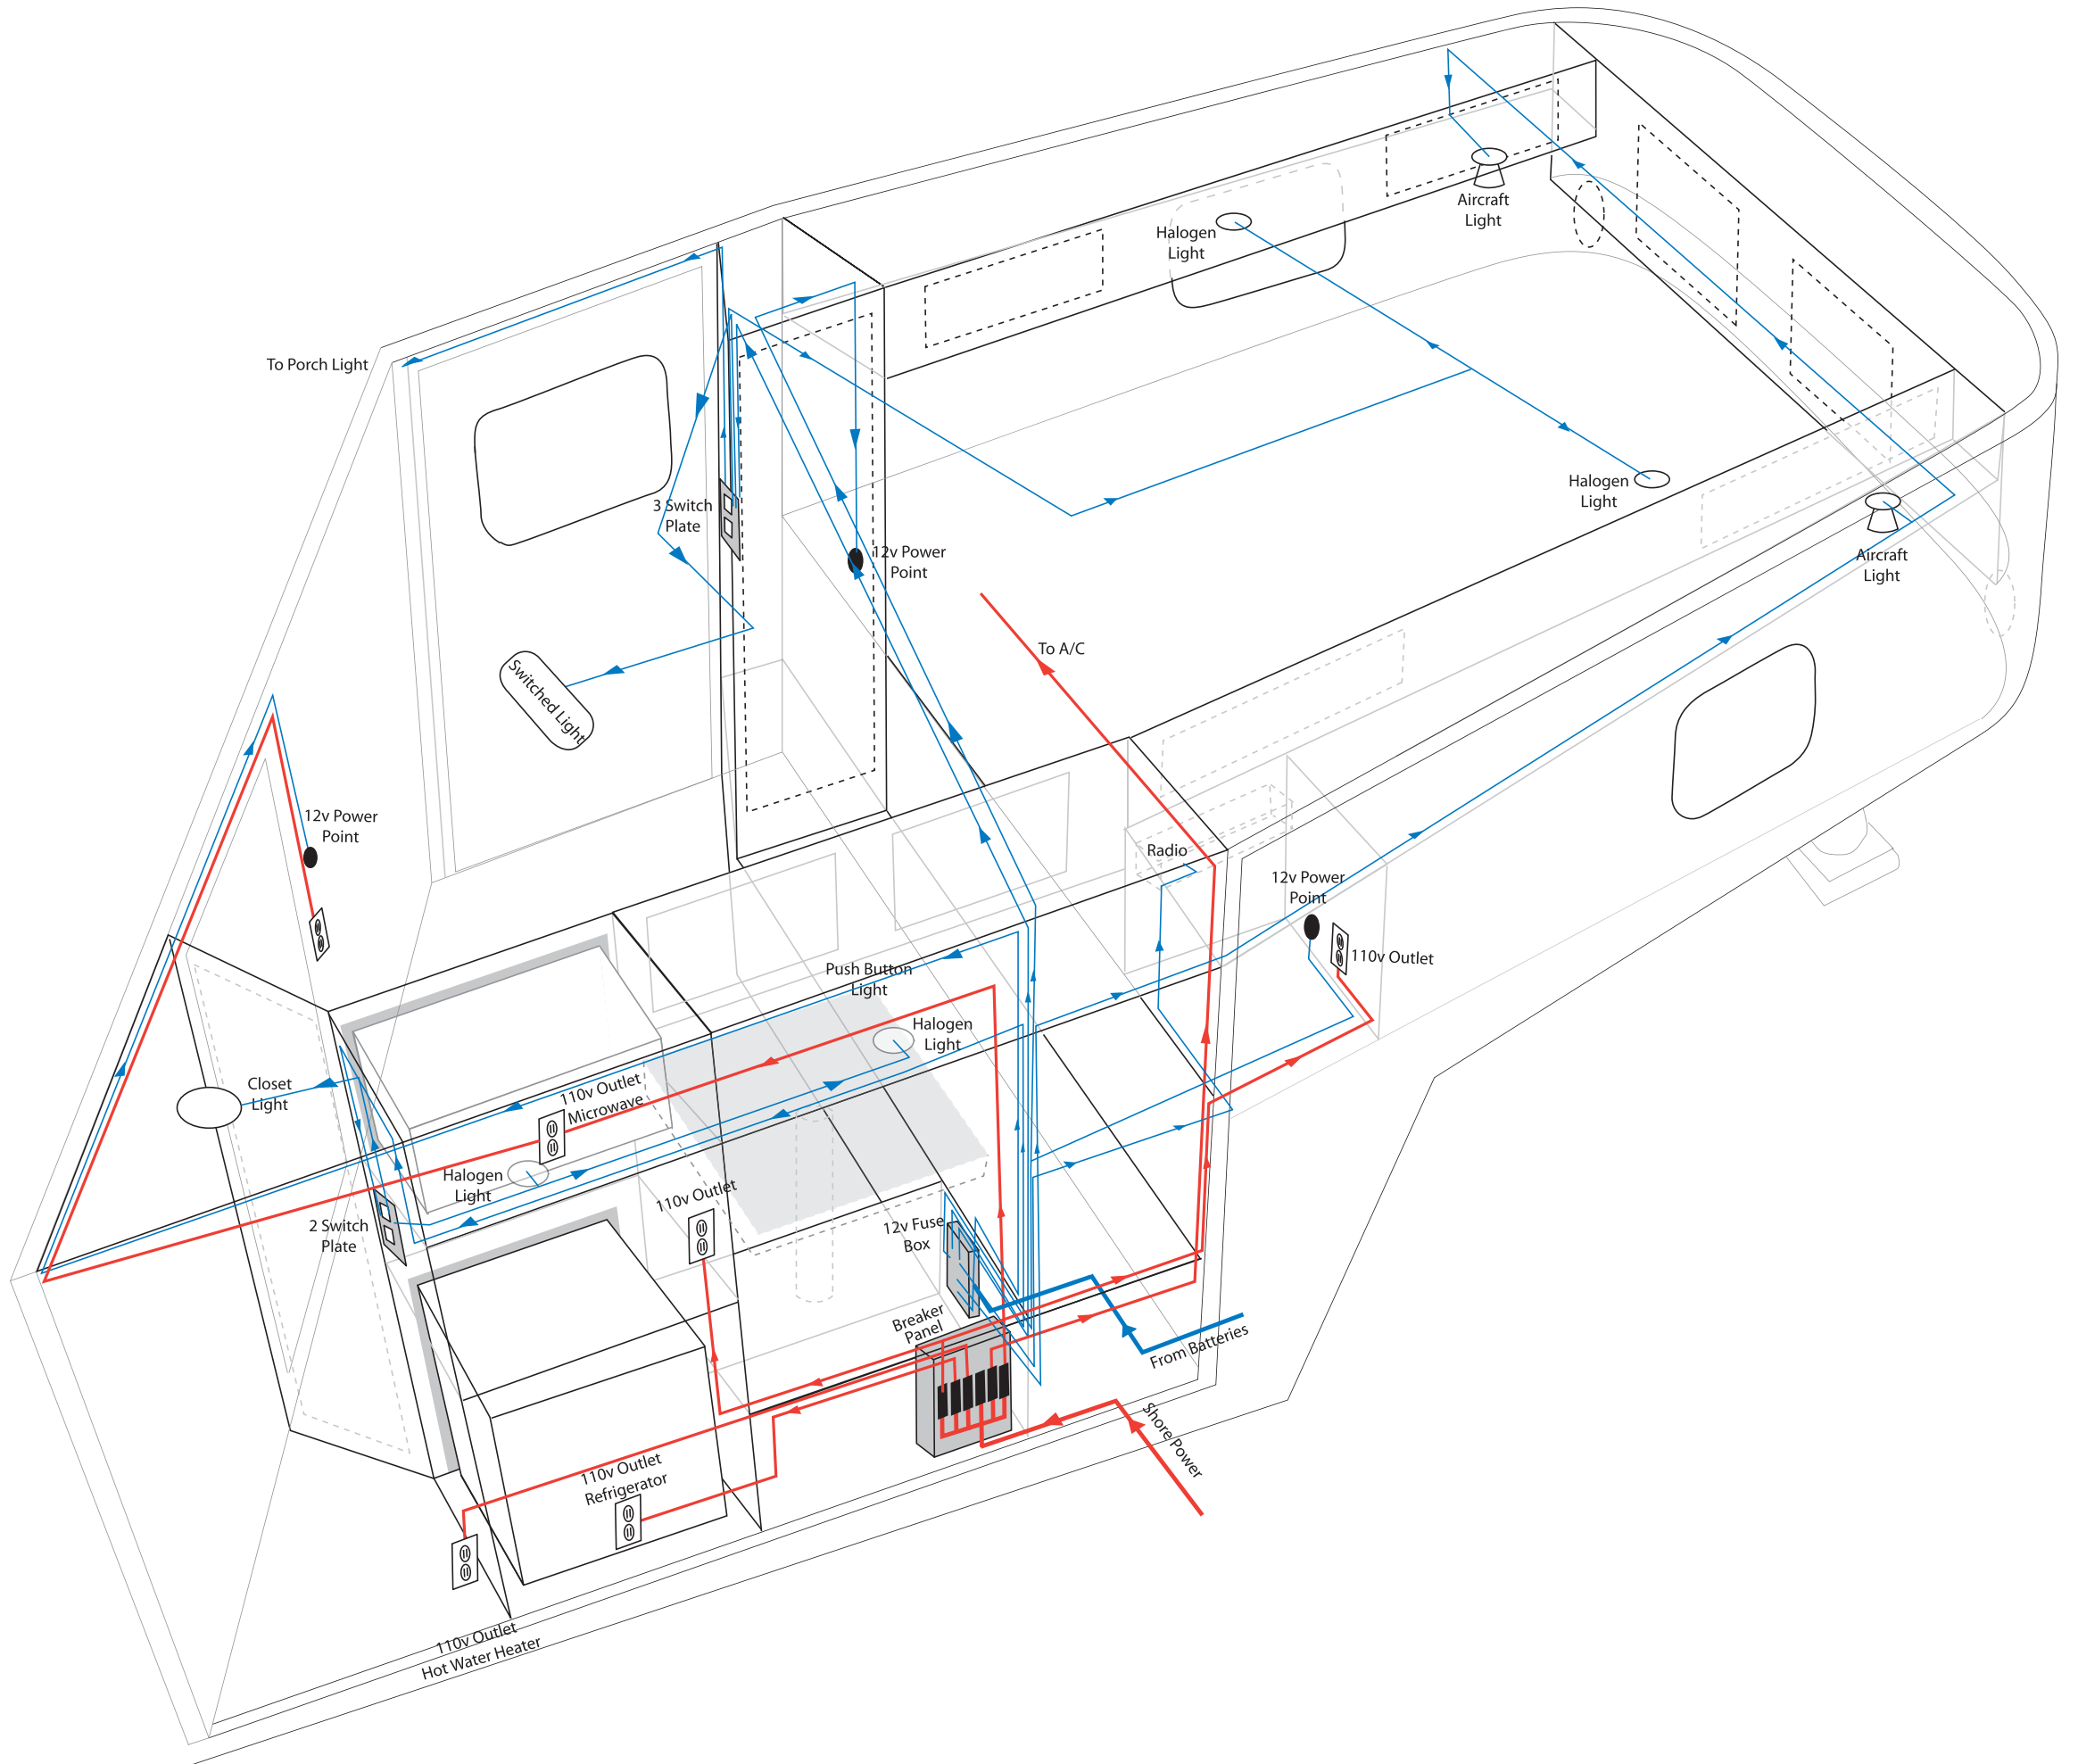 Aircraft
Light
Halogen
Light
To Porch Light
Halogen
Light
3 Switch
Plate
12v Power
Point
Aircraft
Light
To A/C
Switched Light
12v Power
Point
Radio
12v Power
Point
110v Outlet
Push Button
Light
Halogen
Light
Closet
Light
110v Outlet
Microwave
Halogen
Light
110v Outlet
2 Switch
Plate
12v Fuse
Box
Breaker
Panel
From Batteries
Shore Power
110v Outlet
Refrigerator
110v Outlet
Hot Water Heater